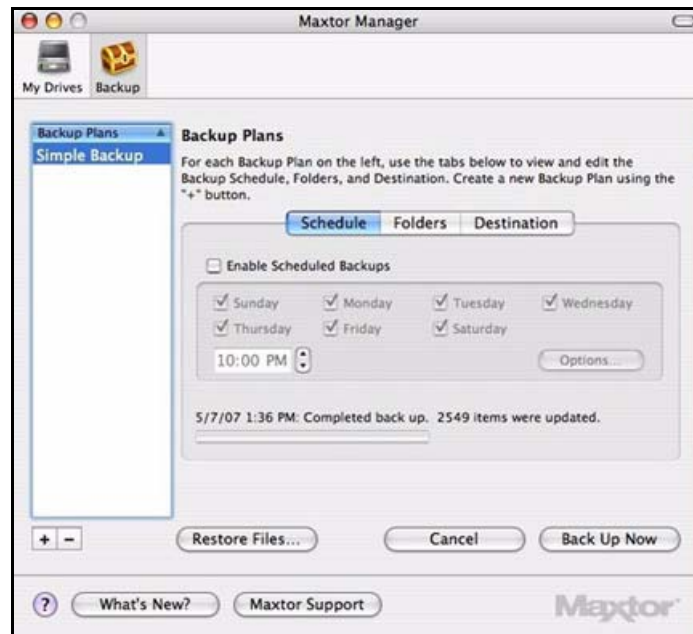 Maxtor Manager
My Drives
Backup
Backup Plans
Simple Backup
Backup Plans
For each Backup Plan on the left, use the tabs below to view and edit the
Backup Schedule, Folders, and Destination. Create a new Backup Plan using the
"+" button.
Schedule Folders Destination
Enable Scheduled Backups
Sunday Monday Tuesday Wednesday
Thursday Friday Saturday
10:00 PM Options...
5/7/07 1:36 PM: Completed back up. 2549 items were updated.
+ -
Restore Files... Cancel Back Up Now
? What's New? Maxtor Support Maxtor